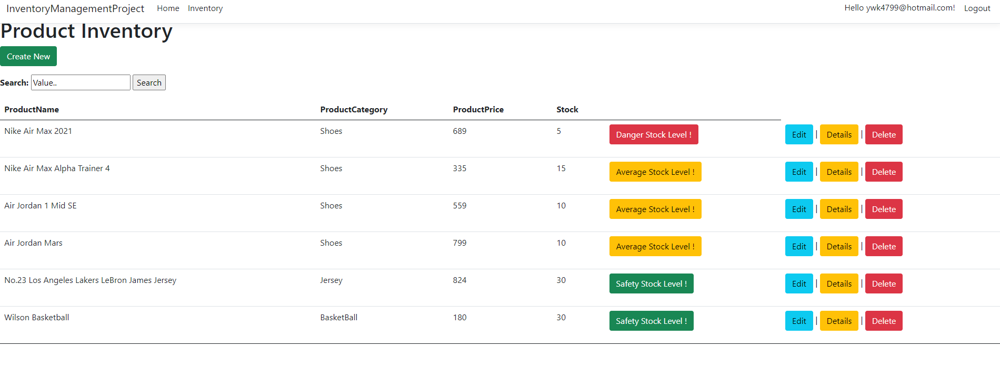 InventoryManagementProject Home Inventory Hello ywk4799@hotmail.com! Logout
Product Inventory
Create New
Search: Value.. Search
ProductName ProductCategory ProductPrice Stock
Nike Air Max 2021 Shoes 689 5 Danger Stock Level ! Edit | Details | Delete
Nike Air Max Alpha Trainer 4 Shoes 335 15 Average Stock Level ! Edit | Details | Delete
Air Jordan 1 Mid SE Shoes 559 10 Average Stock Level ! Edit | Details | Delete
Air Jordan Mars Shoes 799 10 Average Stock Level ! Edit | Details | Delete
No.23 Los Angeles Lakers LeBron James Jersey Jersey 824 30 Safety Stock Level ! Edit | Details | Delete
Wilson Basketball BasketBall 180 30 Safety Stock Level ! Edit | Details | Delete